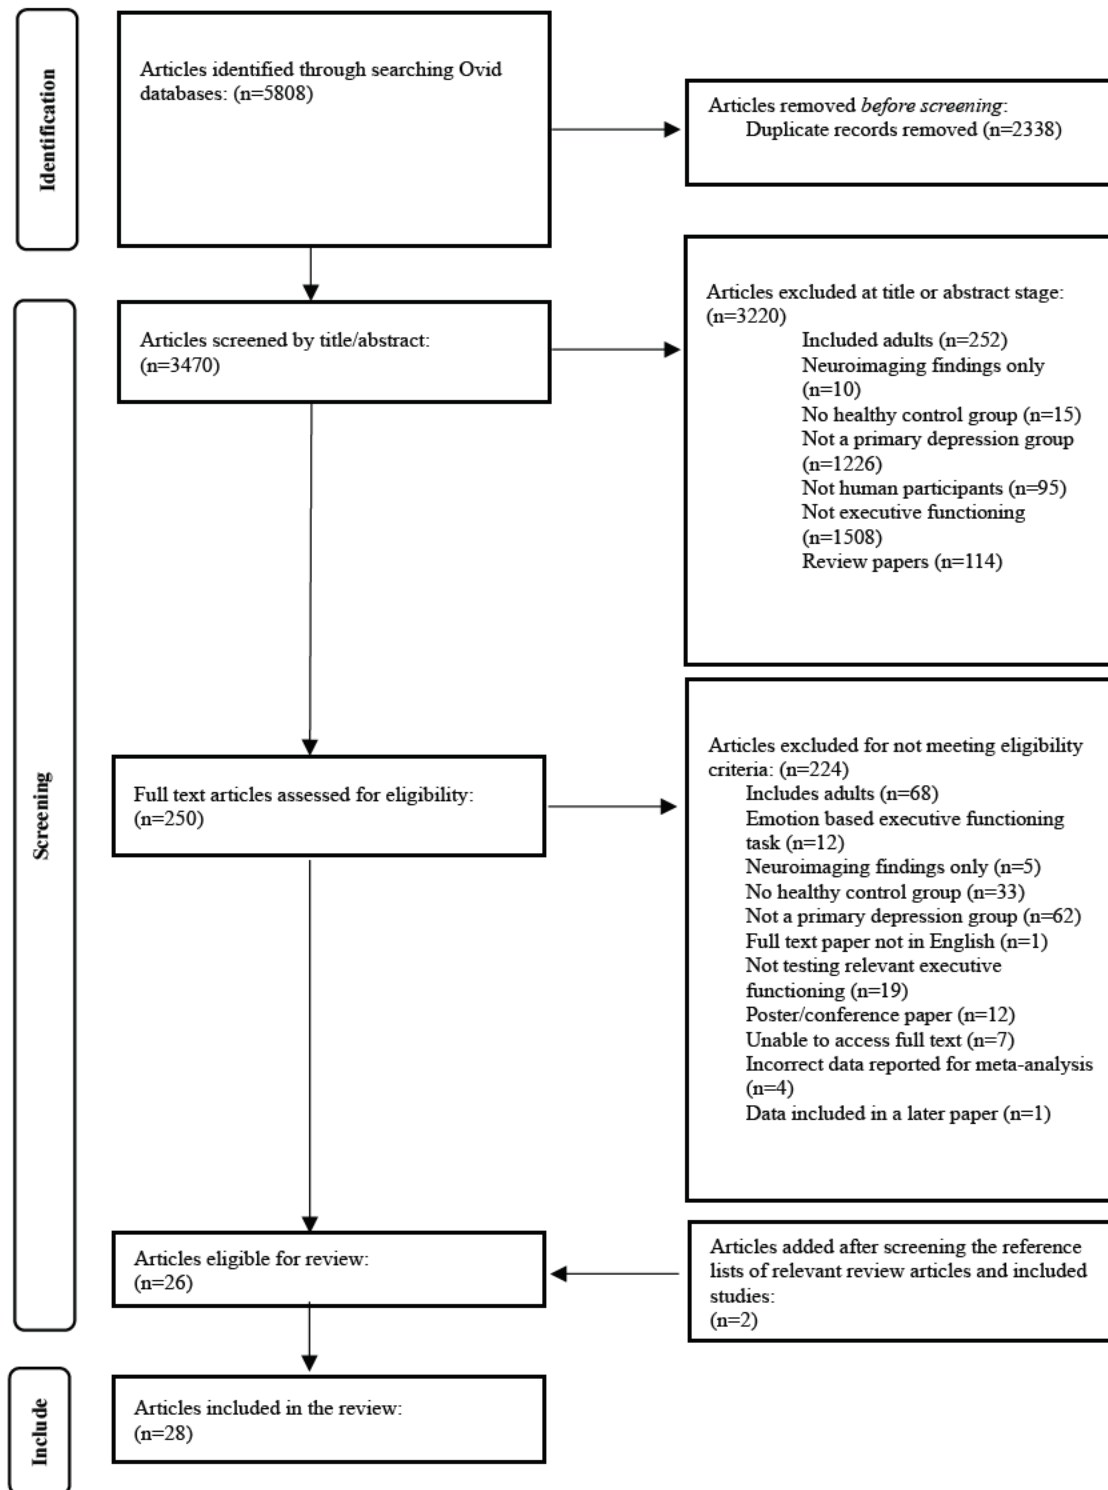 Identification
Articles identified through searching Ovid
databases: (n=5808)
Articles removed before screening:
Duplicate records removed (n=2338)
Screening
Articles screened by title/abstract:
(n=3470)
Articles excluded at title or abstract stage:
(n=3220)
Included adults (n=252)
Neuroimaging findings only
(n=10)
No healthy control group (n=15)
Not a primary depression group
(n=1226)
Not human participants (n=95)
Not executive functioning
(n=1508)
Review papers (n=114)
Full text articles assessed for eligibility:
(n=250)
Articles excluded for not meeting eligibility
criteria: (n=224)
Includes adults (n=68)
Emotion based executive functioning
task (n=12)
Neuroimaging findings only (n=5)
No healthy control group (n=33)
Not a primary depression group (n=62)
Full text paper not in English (n=1)
Not testing relevant executive
functioning (n=19)
Poster/conference paper (n=12)
Unable to access full text (n=7)
Incorrect data reported for meta-analysis
(n=4)
Data included in a later paper (n=1)
Articles eligible for review:
(n=26)
Articles added after screening the reference
lists of relevant review articles and included
studies:
(n=2)
Include
Articles included in the review:
(n=28)